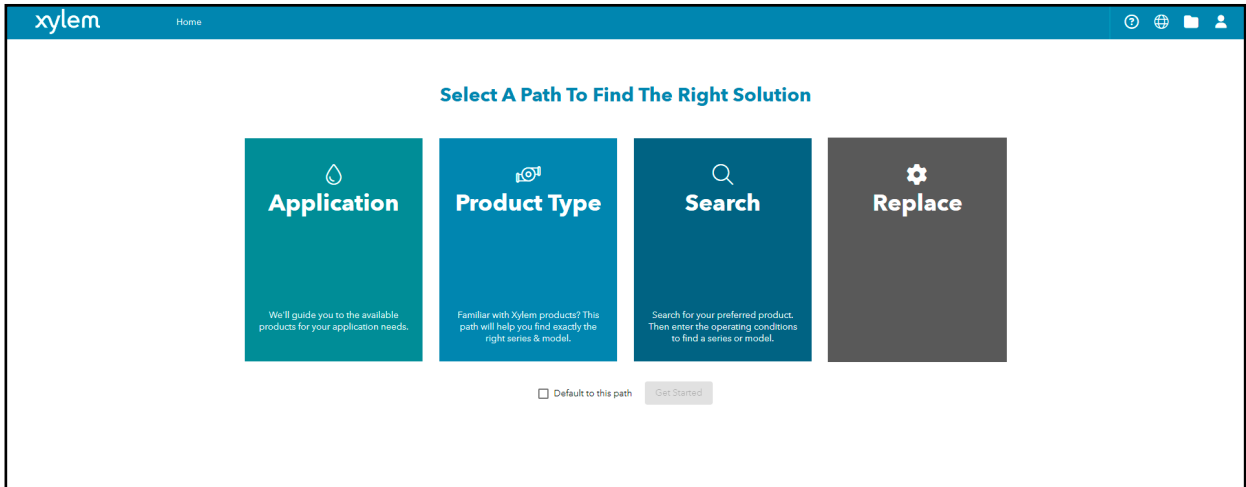 xylem
Home
Select A Path To Find The Right Solution
Application
We'll guide you to the available
products for your application needs.
Product Type
Familiar with Xylem products? This
path will help you find exactly the
right series & model.
Search
Search for your preferred product.
Then enter the operating conditions
to find a series or model.
Replace
Default to this path
Get Started